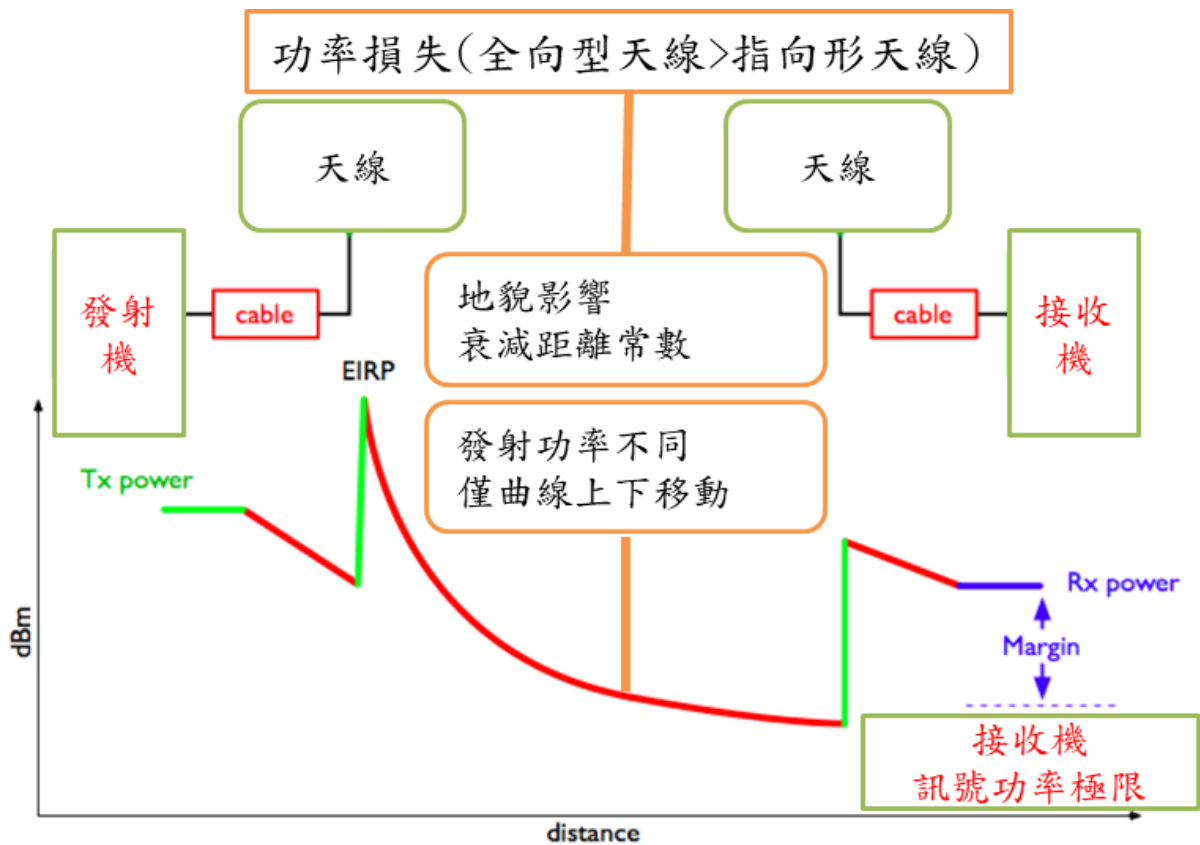 功率損失(全向型天線>指向形天線)
天線
天線
發射
機
cable
地貌影響
衰減距離常數
cable
接收
機
EIRP
發射功率不同
僅曲線上下移動
Tx power
Rx power
Margin
dBm
接收機
訊號功率極限
distance